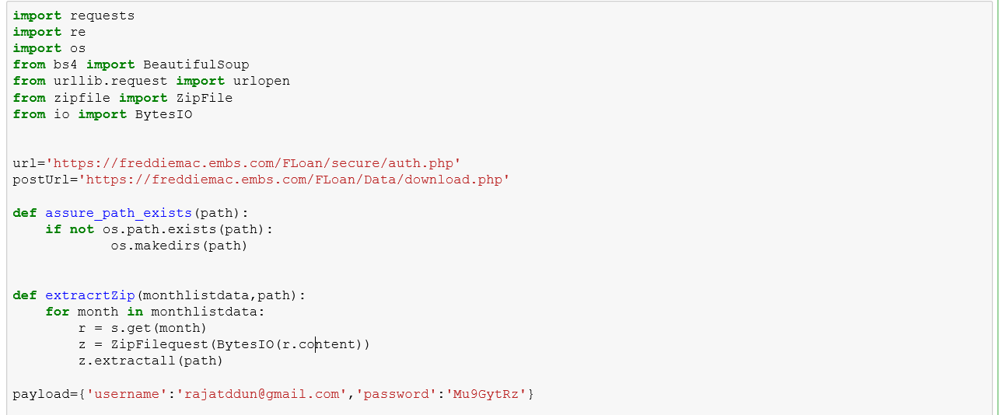 import requests
import re
import os
from bs4 import BeautifulSoup
from urllib.request import urlopen
from zipfile import ZipFile
from io import BytesIO
url='https://freddiemac.embs.com/FLoan/secure/auth.php'
postUrl='https://freddiemac.embs.com/FLoan/Data/download.php'
def assure_path_exists(path):
    if not os.path.exists(path):
            os.makedirs(path)
def extracrtZip(monthlistdata,path):
    for month in monthlistdata:
        r = s.get(month)
        z = ZipFilequest(BytesIO(r.content))
        z.extractall(path)
payload={'username':'rajatddun@gmail.com','password':'Mu9GytRz'}